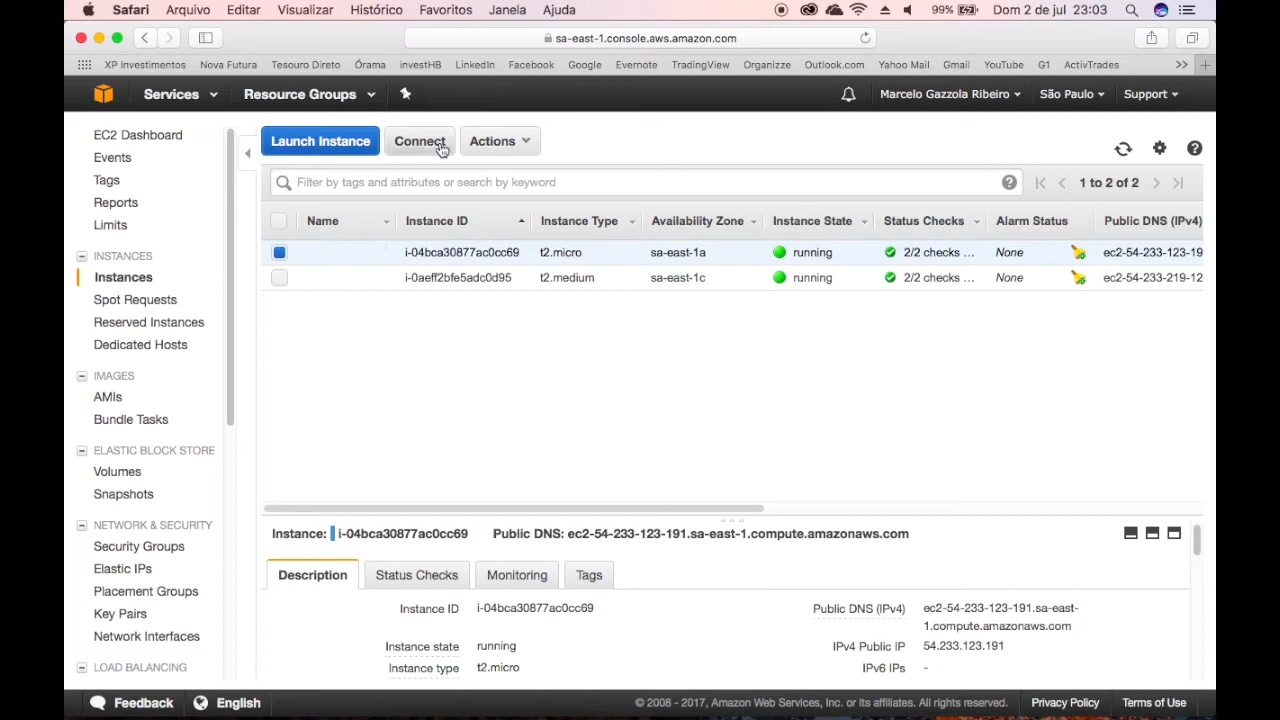 Safari Arquivo Editar Visualizar Histórico Favoritos Janela Ajuda 99% Dom 2 de jul 23:03
sa-east-1.console.aws.amazon.com
XP Investimentos Nova Futura Tesouro Direto Órama investHB LinkedIn Facebook Google Evernote TradingView Organizze Outlook.com Yahoo Mail Gmail YouTube G1 ActivTrades >> +
Services Resource Groups Marcelo Gazzola Ribeiro São Paulo Support
EC2 Dashboard
Events
Tags
Reports
Limits
INSTANCES
Instances
Spot Requests
Reserved Instances
Dedicated Hosts
IMAGES
AMIs
Bundle Tasks
ELASTIC BLOCK STORE
Volumes
Snapshots
NETWORK & SECURITY
Security Groups
Elastic IPs
Placement Groups
Key Pairs
Network Interfaces
LOAD BALANCING
Launch Instance Connect Actions
Filter by tags and attributes or search by keyword 1 to 2 of 2
Name Instance ID Instance Type Availability Zone Instance State Status Checks Alarm Status Public DNS (IPv4)
i-04bca30877ac0cc69 t2.micro sa-east-1a running 2/2 checks ... None ec2-54-233-123-19
i-0aeff2bfe5adc0d95 t2.medium sa-east-1c running 2/2 checks ... None ec2-54-233-219-12
Instance: i-04bca30877ac0cc69 Public DNS: ec2-54-233-123-191.sa-east-1.compute.amazonaws.com
Description Status Checks Monitoring Tags
Instance ID i-04bca30877ac0cc69 Public DNS (IPv4) ec2-54-233-123-191.sa-east-
1.compute.amazonaws.com
Instance state running IPv4 Public IP 54.233.123.191
Instance type t2.micro IPv6 IPs -
Feedback English © 2008 - 2017, Amazon Web Services, Inc. or its affiliates. All rights reserved. Privacy Policy Terms of Use